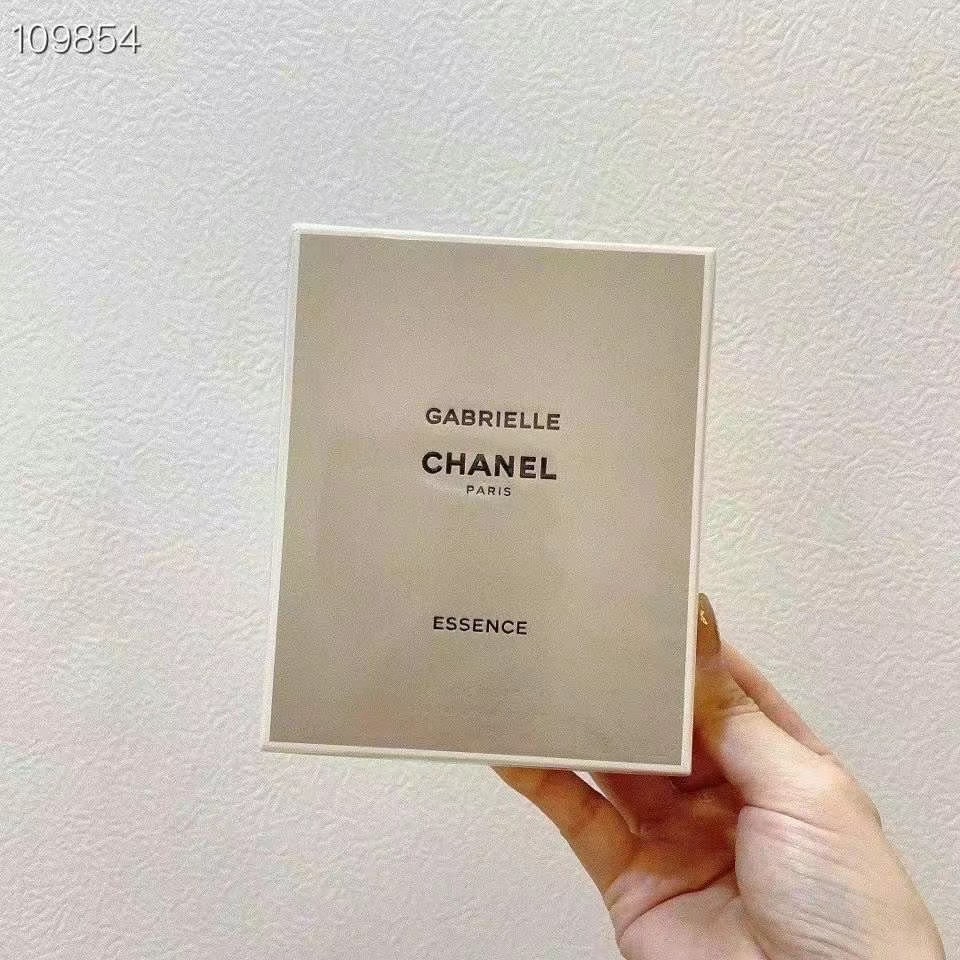 109854
GABRIELLE
CHANEL
PARIS
ESSENCE